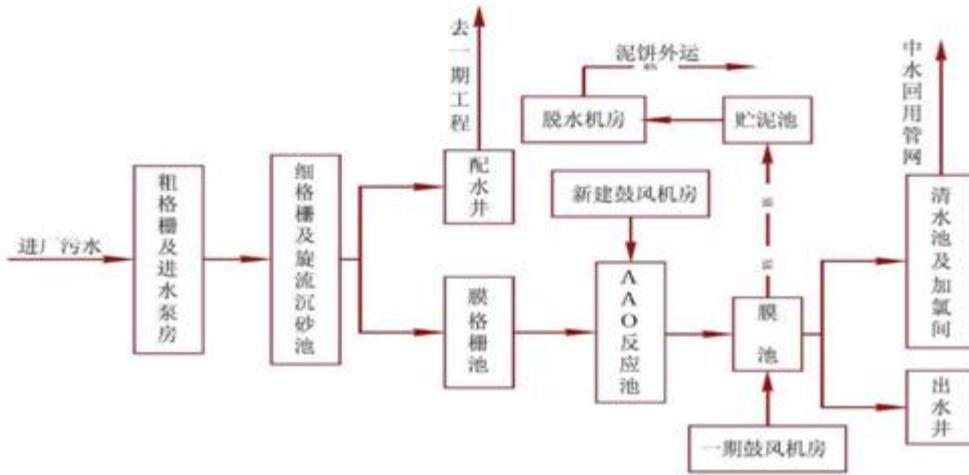 去一期工程
泥饼外运
中水回用管网
脱水机房
贮泥池
配水井
新建鼓风机房
粗格栅及进水泵房
细格栅及旋流沉砂池
清水池及加氯间
进厂污水
膜格栅池
AAO反应池
膜池
出水井
一期鼓风机房